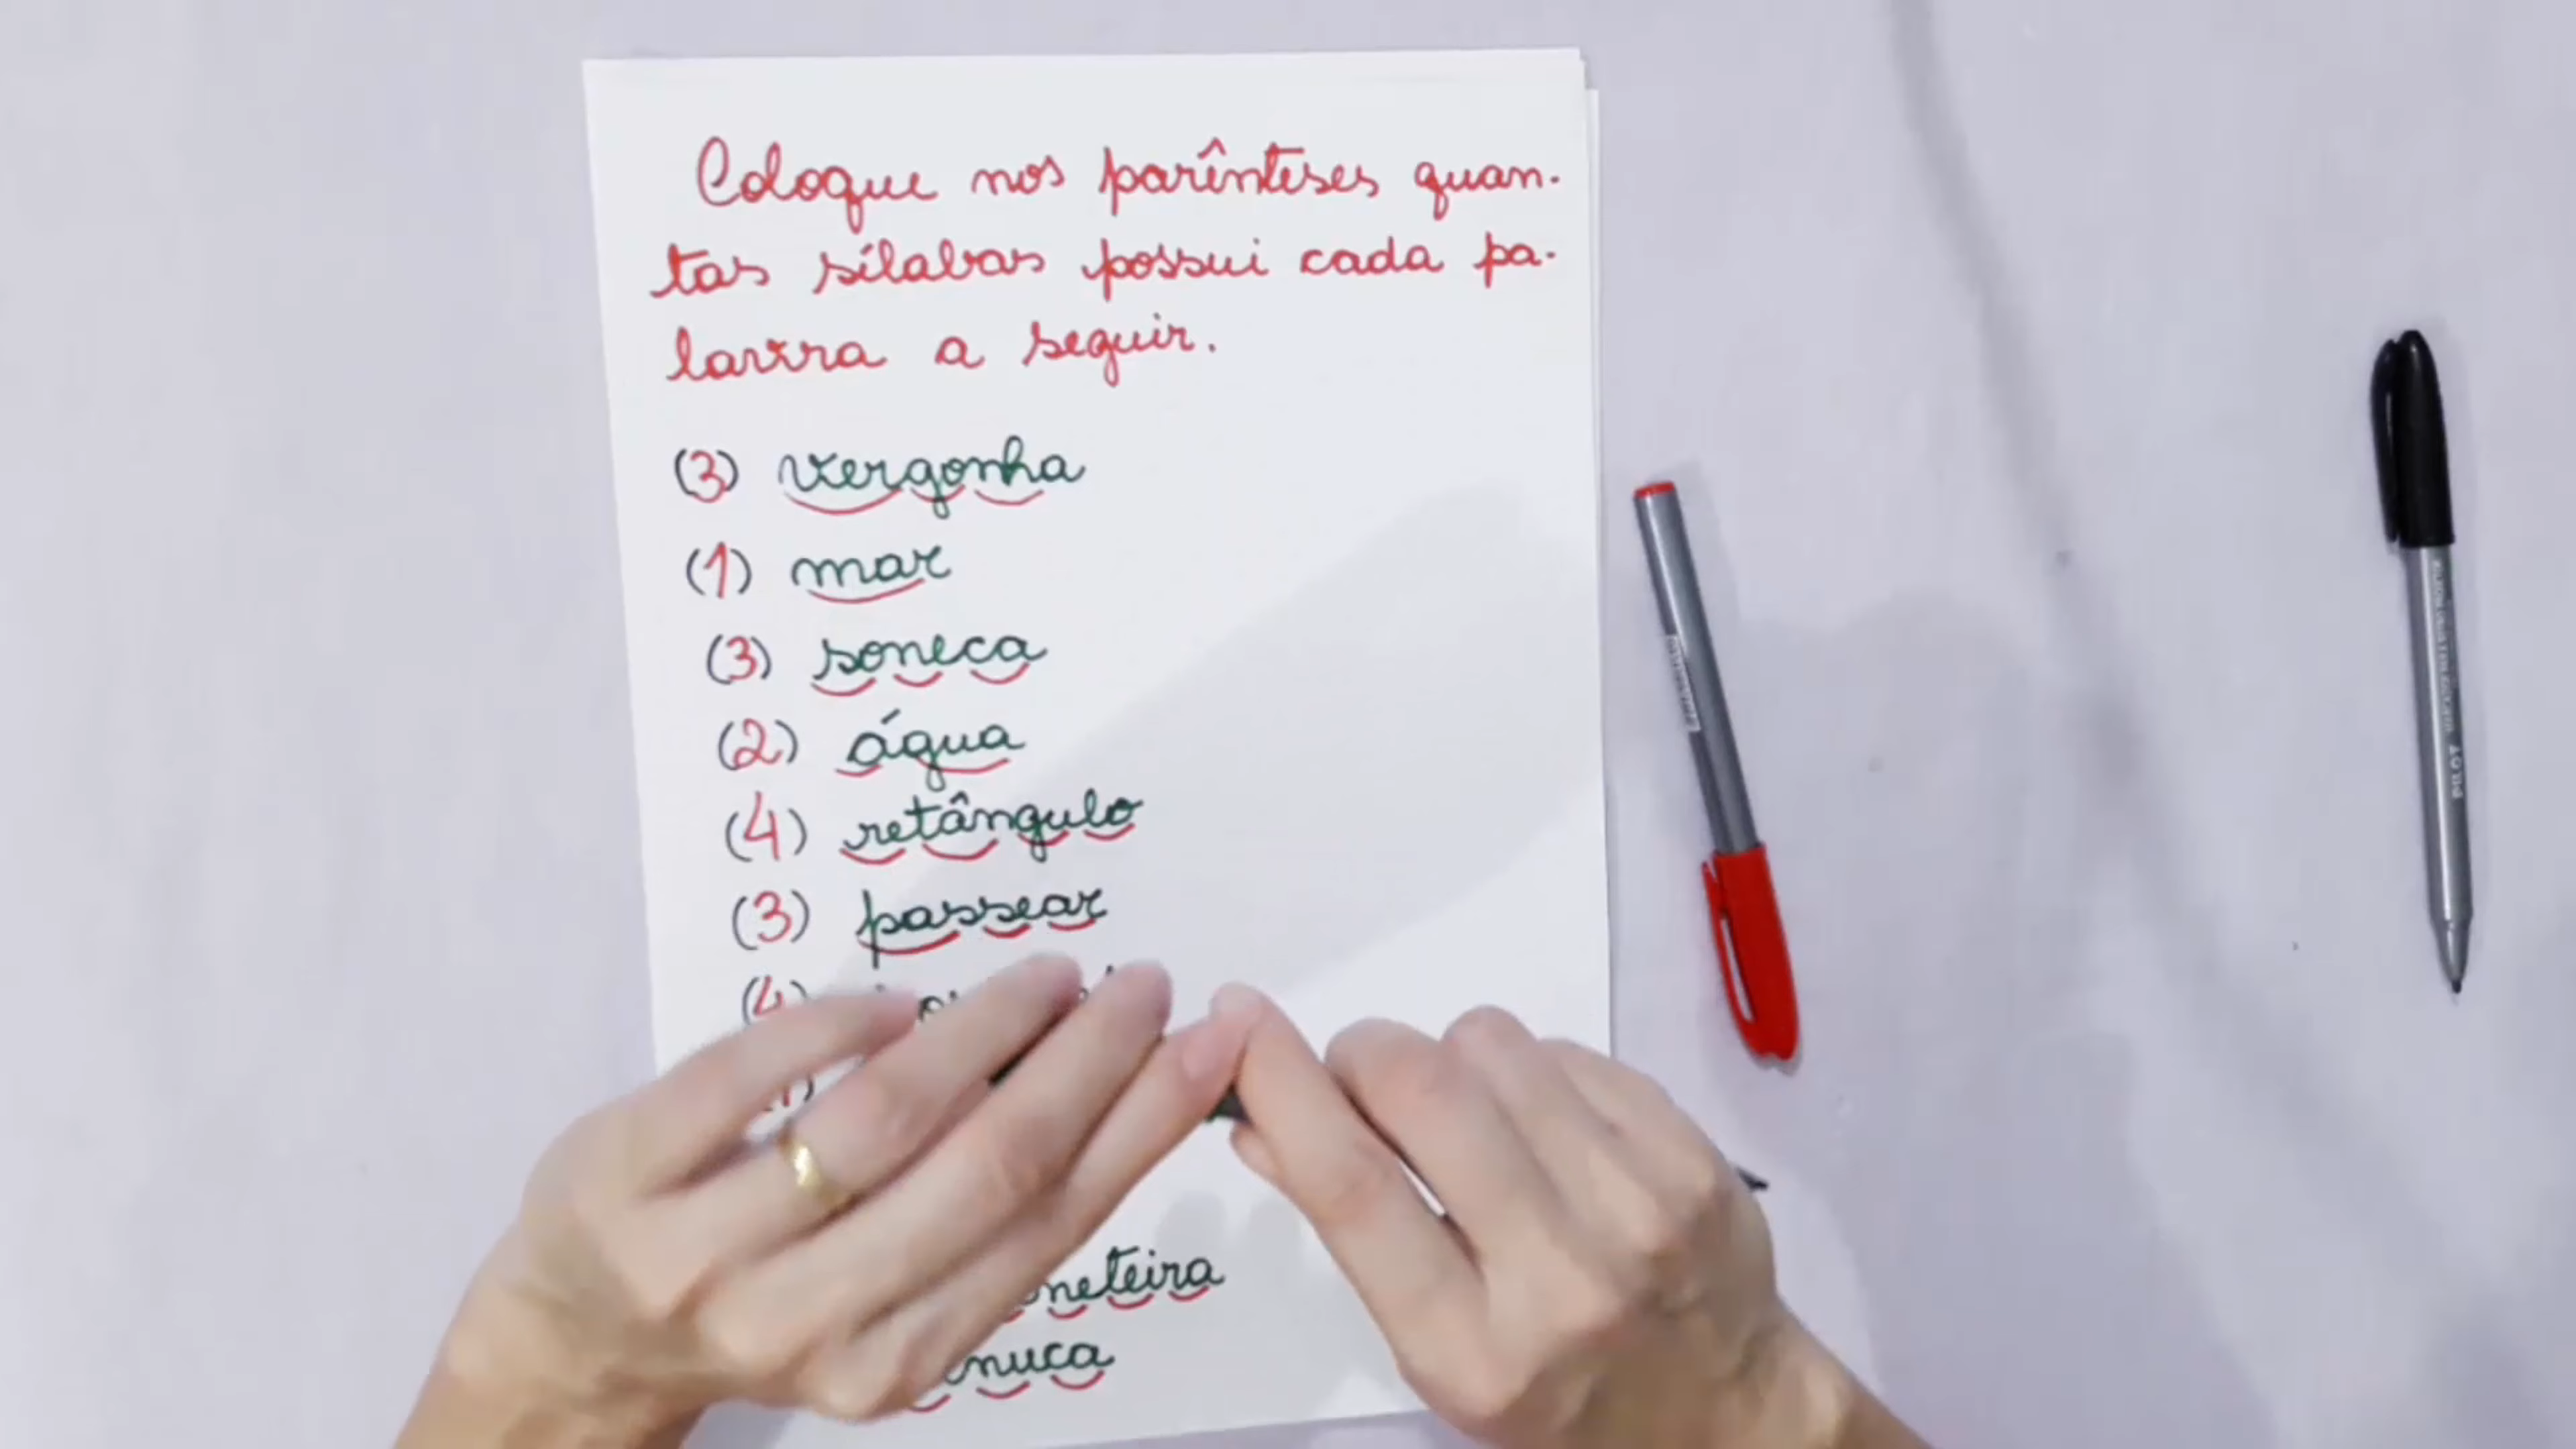 Coloque nos parênteses quan-
tas sílabas possui cada pa-
lavra a seguir.
(3) vergonha
(1) mar
(3) soneca
(2) água
(4) retângulo
(3) passear
(4)
neteira
nuca
PILOT